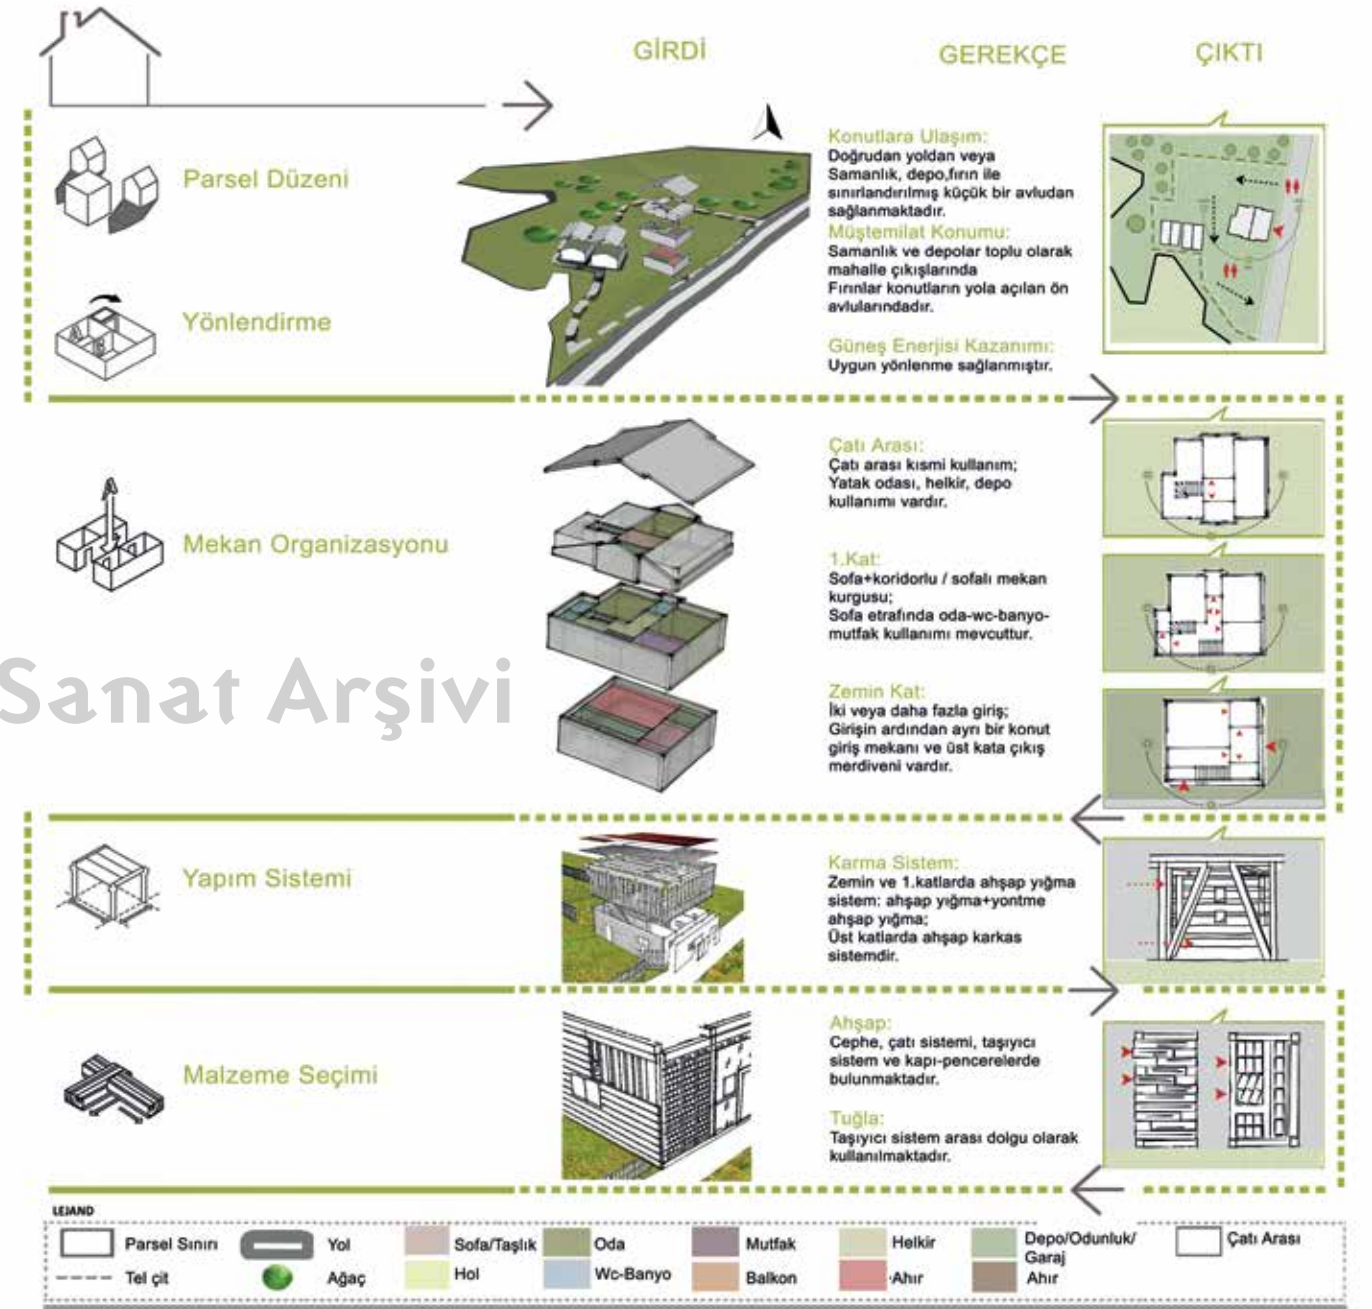 GİRDİ
GEREKÇE
ÇIKTI
Parsel Düzeni
Yönlendirme
Konutlara Ulaşım:
Doğrudan yoldan veya
Samanlık, depo,fırın ile
sınırlandırılmış küçük bir avludan
sağlanmaktadır.
Müştemilat Konumu:
Samanlık ve depolar toplu olarak
mahalle çıkışlarında
Fırınlar konutların yola açılan ön
avlularındadır.
Güneş Enerjisi Kazanımı:
Uygun yönlenme sağlanmıştır.
Mekan Organizasyonu
Çatı Arası:
Çatı arası kısmi kullanım;
Yatak odası, helkir, depo
kullanımı vardır.
1.Kat:
Sofa+koridorlu / sofalı mekan
kurgusu;
Sofa etrafında oda-wc-banyo-
mutfak kullanımı mevcuttur.
Sanat Arşivi
Zemin Kat:
İki veya daha fazla giriş;
Girişin ardından ayrı bir konut
giriş mekanı ve üst kata çıkış
merdiveni vardır.
Yapım Sistemi
Karma Sistem:
Zemin ve 1.katlarda ahşap yığma
sistem: ahşap yığma+yontme
ahşap yığma;
Üst katlarda ahşap karkas
sistemdir.
Malzeme Seçimi
Ahşap:
Cephe, çatı sistemi, taşıyıcı
sistem ve kapı-pencerelerde
bulunmaktadır.
Tuğla:
Taşıyıcı sistem arası dolgu olarak
kullanılmaktadır.
LEJAND
Parsel Sınırı
Yol
Sofa/Taşlık
Oda
Mutfak
Helkir
Depo/Odunluk/
Garaj
Çatı Arası
Tel çit
Ağaç
Hol
Wc-Banyo
Balkon
Ahır
Ahır